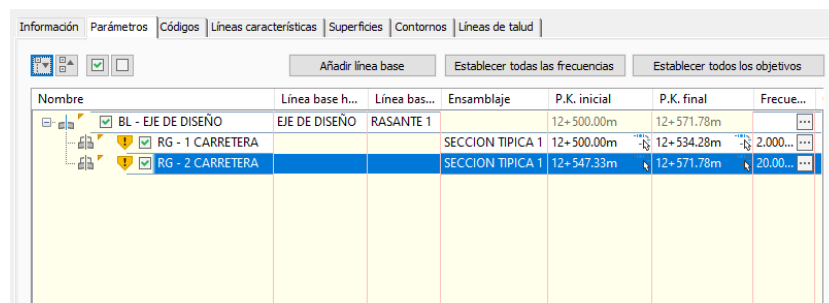 Información Parámetros Códigos Líneas características Superficies Contornos Líneas de talud
Añadir línea base Establecer todas las frecuencias Establecer todos los objetivos
Nombre Línea base h... Línea bas... Ensamblaje P.K. inicial P.K. final Frecue...
BL - EJE DE DISEÑO EJE DE DISEÑO RASANTE 1 12+500.00m 12+571.78m ...
RG - 1 CARRETERA SECCION TIPICA 1 12+500.00m 12+534.28m 2.000... ...
RG - 2 CARRETERA SECCION TIPICA 1 12+547.33m 12+571.78m 20.00... ...